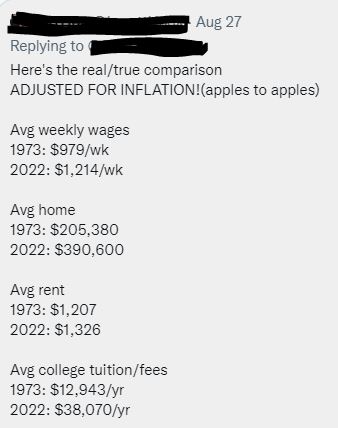 Aug 27
Replying to
Here's the real/true comparison
ADJUSTED FOR INFLATION!(apples to apples)
Avg weekly wages
1973: $979/wk
2022: $1,214/wk
Avg home
1973: $205,380
2022: $390,600
Avg rent
1973: $1,207
2022: $1,326
Avg college tuition/fees
1973: $12,943/yr
2022: $38,070/yr